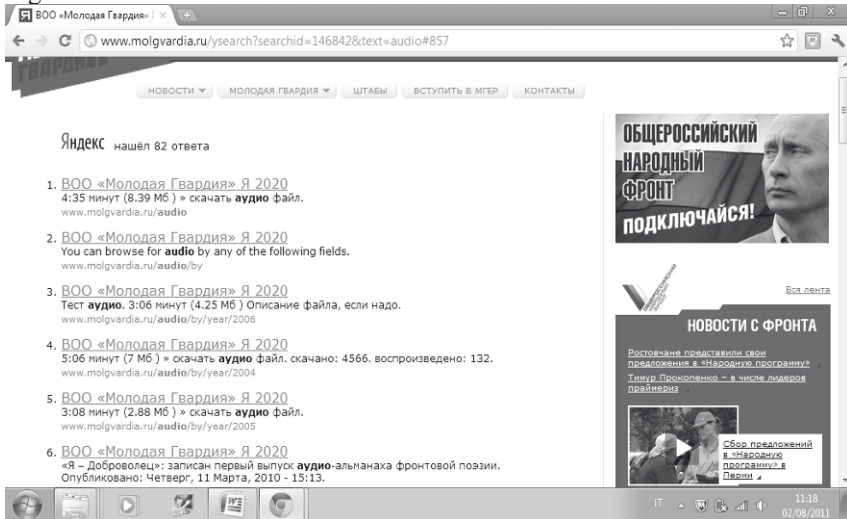 ВОО «Молодая Гвардия» Я
www.molgvardia.ru/ysearch?searchid=146842&text=audio#857
ГВАРДИЯ
НОВОСТИ
МОЛОДАЯ ГВАРДИЯ
ШТАБЫ
ВСТУПИТЬ В МГЕР
КОНТАКТЫ
Яндекс нашёл 82 ответа
1. ВОО «Молодая Гвардия» Я 2020
4:35 минут (8.39 Мб ) » скачать аудио файл.
www.molgvardia.ru/audio
2. ВОО «Молодая Гвардия» Я 2020
You can browse for audio by any of the following fields.
www.molgvardia.ru/audio/by
3. ВОО «Молодая Гвардия» Я 2020
Тест аудио. 3:06 минут (4.25 Мб ) Описание файла, если надо.
www.molgvardia.ru/audio/by/year/2006
4. ВОО «Молодая Гвардия» Я 2020
5:06 минут (7 Мб ) » скачать аудио файл. скачано: 4566. воспроизведено: 132.
www.molgvardia.ru/audio/by/year/2004
5. ВОО «Молодая Гвардия» Я 2020
3:08 минут (2.88 Мб ) » скачать аудио файл.
www.molgvardia.ru/audio/by/year/2005
6. ВОО «Молодая Гвардия» Я 2020
«Я – Доброволец»: записан первый выпуск аудио-альманаха фронтовой поэзии.
Опубликовано: Четверг, 11 Марта, 2010 - 15:13.
ОБЩЕРОССИЙСКИЙ
НАРОДНЫЙ
ФРОНТ
ПОДКЛЮЧАЙСЯ!
Вся лента
НОВОСТИ С ФРОНТА
Ростовчане представили свои
предложения в «Народную программу»
Тимур Прокопенко – в числе лидеров
праймериз
Сбор предложений
в «Народную
программу» в
Перми
IT
11:18
02/08/2011